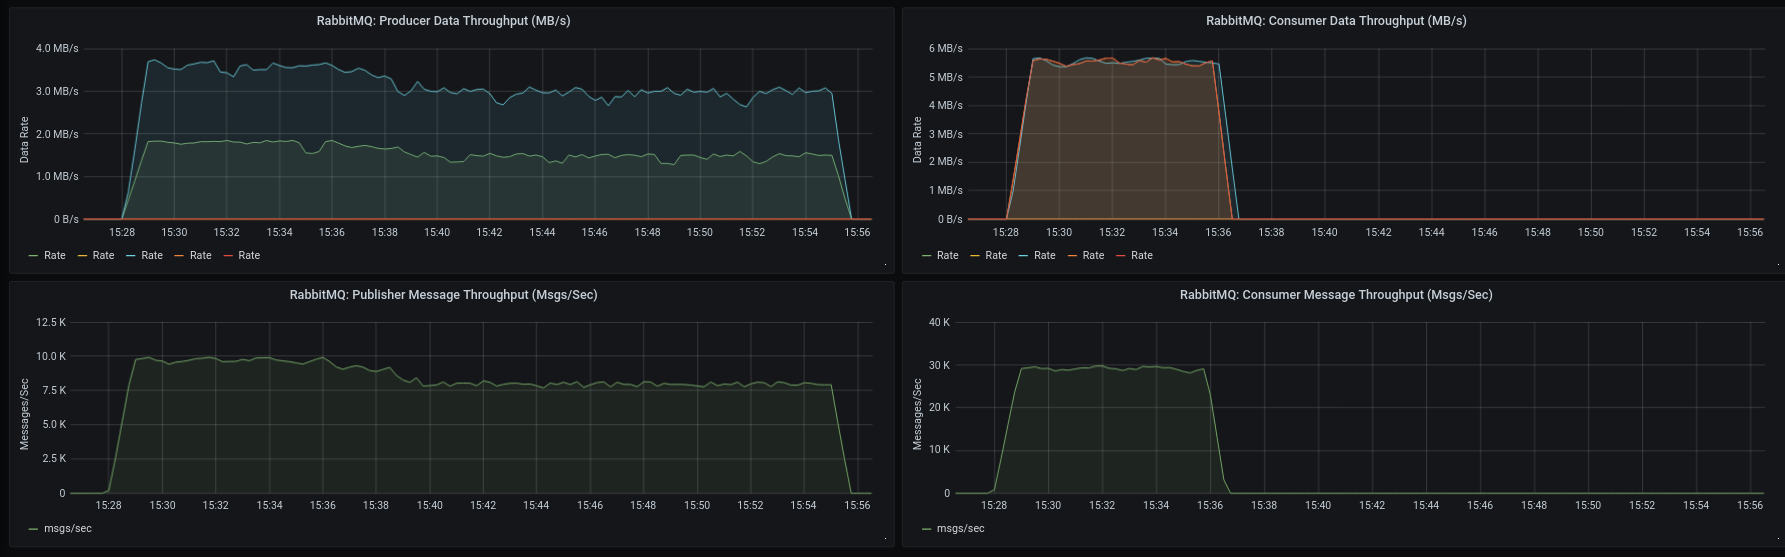 RabbitMQ: Producer Data Throughput (MB/s)
Data Rate
4.0 MB/s
3.0 MB/s
2.0 MB/s
1.0 MB/s
0 B/s
15:28 15:30 15:32 15:34 15:36 15:38 15:40 15:42 15:44 15:46 15:48 15:50 15:52 15:54 15:56
Rate Rate Rate Rate Rate
RabbitMQ: Consumer Data Throughput (MB/s)
Data Rate
6 MB/s
5 MB/s
4 MB/s
3 MB/s
2 MB/s
1 MB/s
0 B/s
15:28 15:30 15:32 15:34 15:36 15:38 15:40 15:42 15:44 15:46 15:48 15:50 15:52 15:54 15:56
Rate Rate Rate Rate Rate
RabbitMQ: Publisher Message Throughput (Msgs/Sec)
Messages/Sec
12.5 K
10.0 K
7.5 K
5.0 K
2.5 K
0
15:28 15:30 15:32 15:34 15:36 15:38 15:40 15:42 15:44 15:46 15:48 15:50 15:52 15:54 15:56
msgs/sec
RabbitMQ: Consumer Message Throughput (Msgs/Sec)
Messages/Sec
40 K
30 K
20 K
10 K
0
15:28 15:30 15:32 15:34 15:36 15:38 15:40 15:42 15:44 15:46 15:48 15:50 15:52 15:54 15:56
msgs/sec